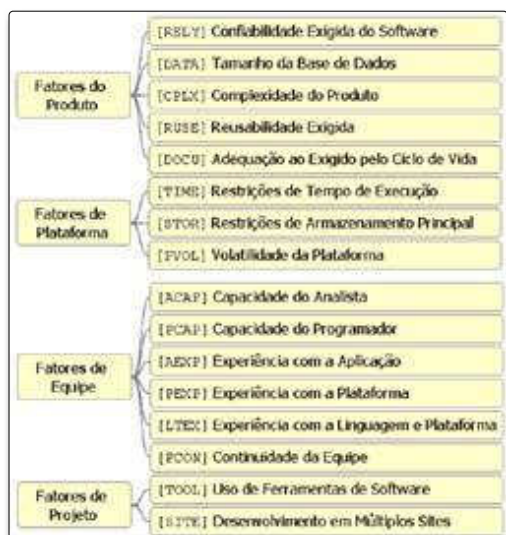 Fatores do
Produto
[RELY] Confiabilidade Exigida do Software
[DATA] Tamanho da Base de Dados
[CPLX] Complexidade do Produto
[RUSE] Reusabilidade Exigida
[DOCU] Adequação ao Exigido pelo Ciclo de Vida
Fatores de
Plataforma
[TIME] Restrições de Tempo de Execução
[STOR] Restrições de Armazenamento Principal
[PVOL] Volatilidade da Plataforma
Fatores de
Equipe
[ACAP] Capacidade do Analista
[PCAP] Capacidade do Programador
[AEXP] Experiência com a Aplicação
[PEXP] Experiência com a Plataforma
[LTEX] Experiência com a Linguagem e Plataforma
[PCON] Continuidade da Equipe
Fatores de
Projeto
[TOOL] Uso de Ferramentas de Software
[SITE] Desenvolvimento em Múltiplos Sites